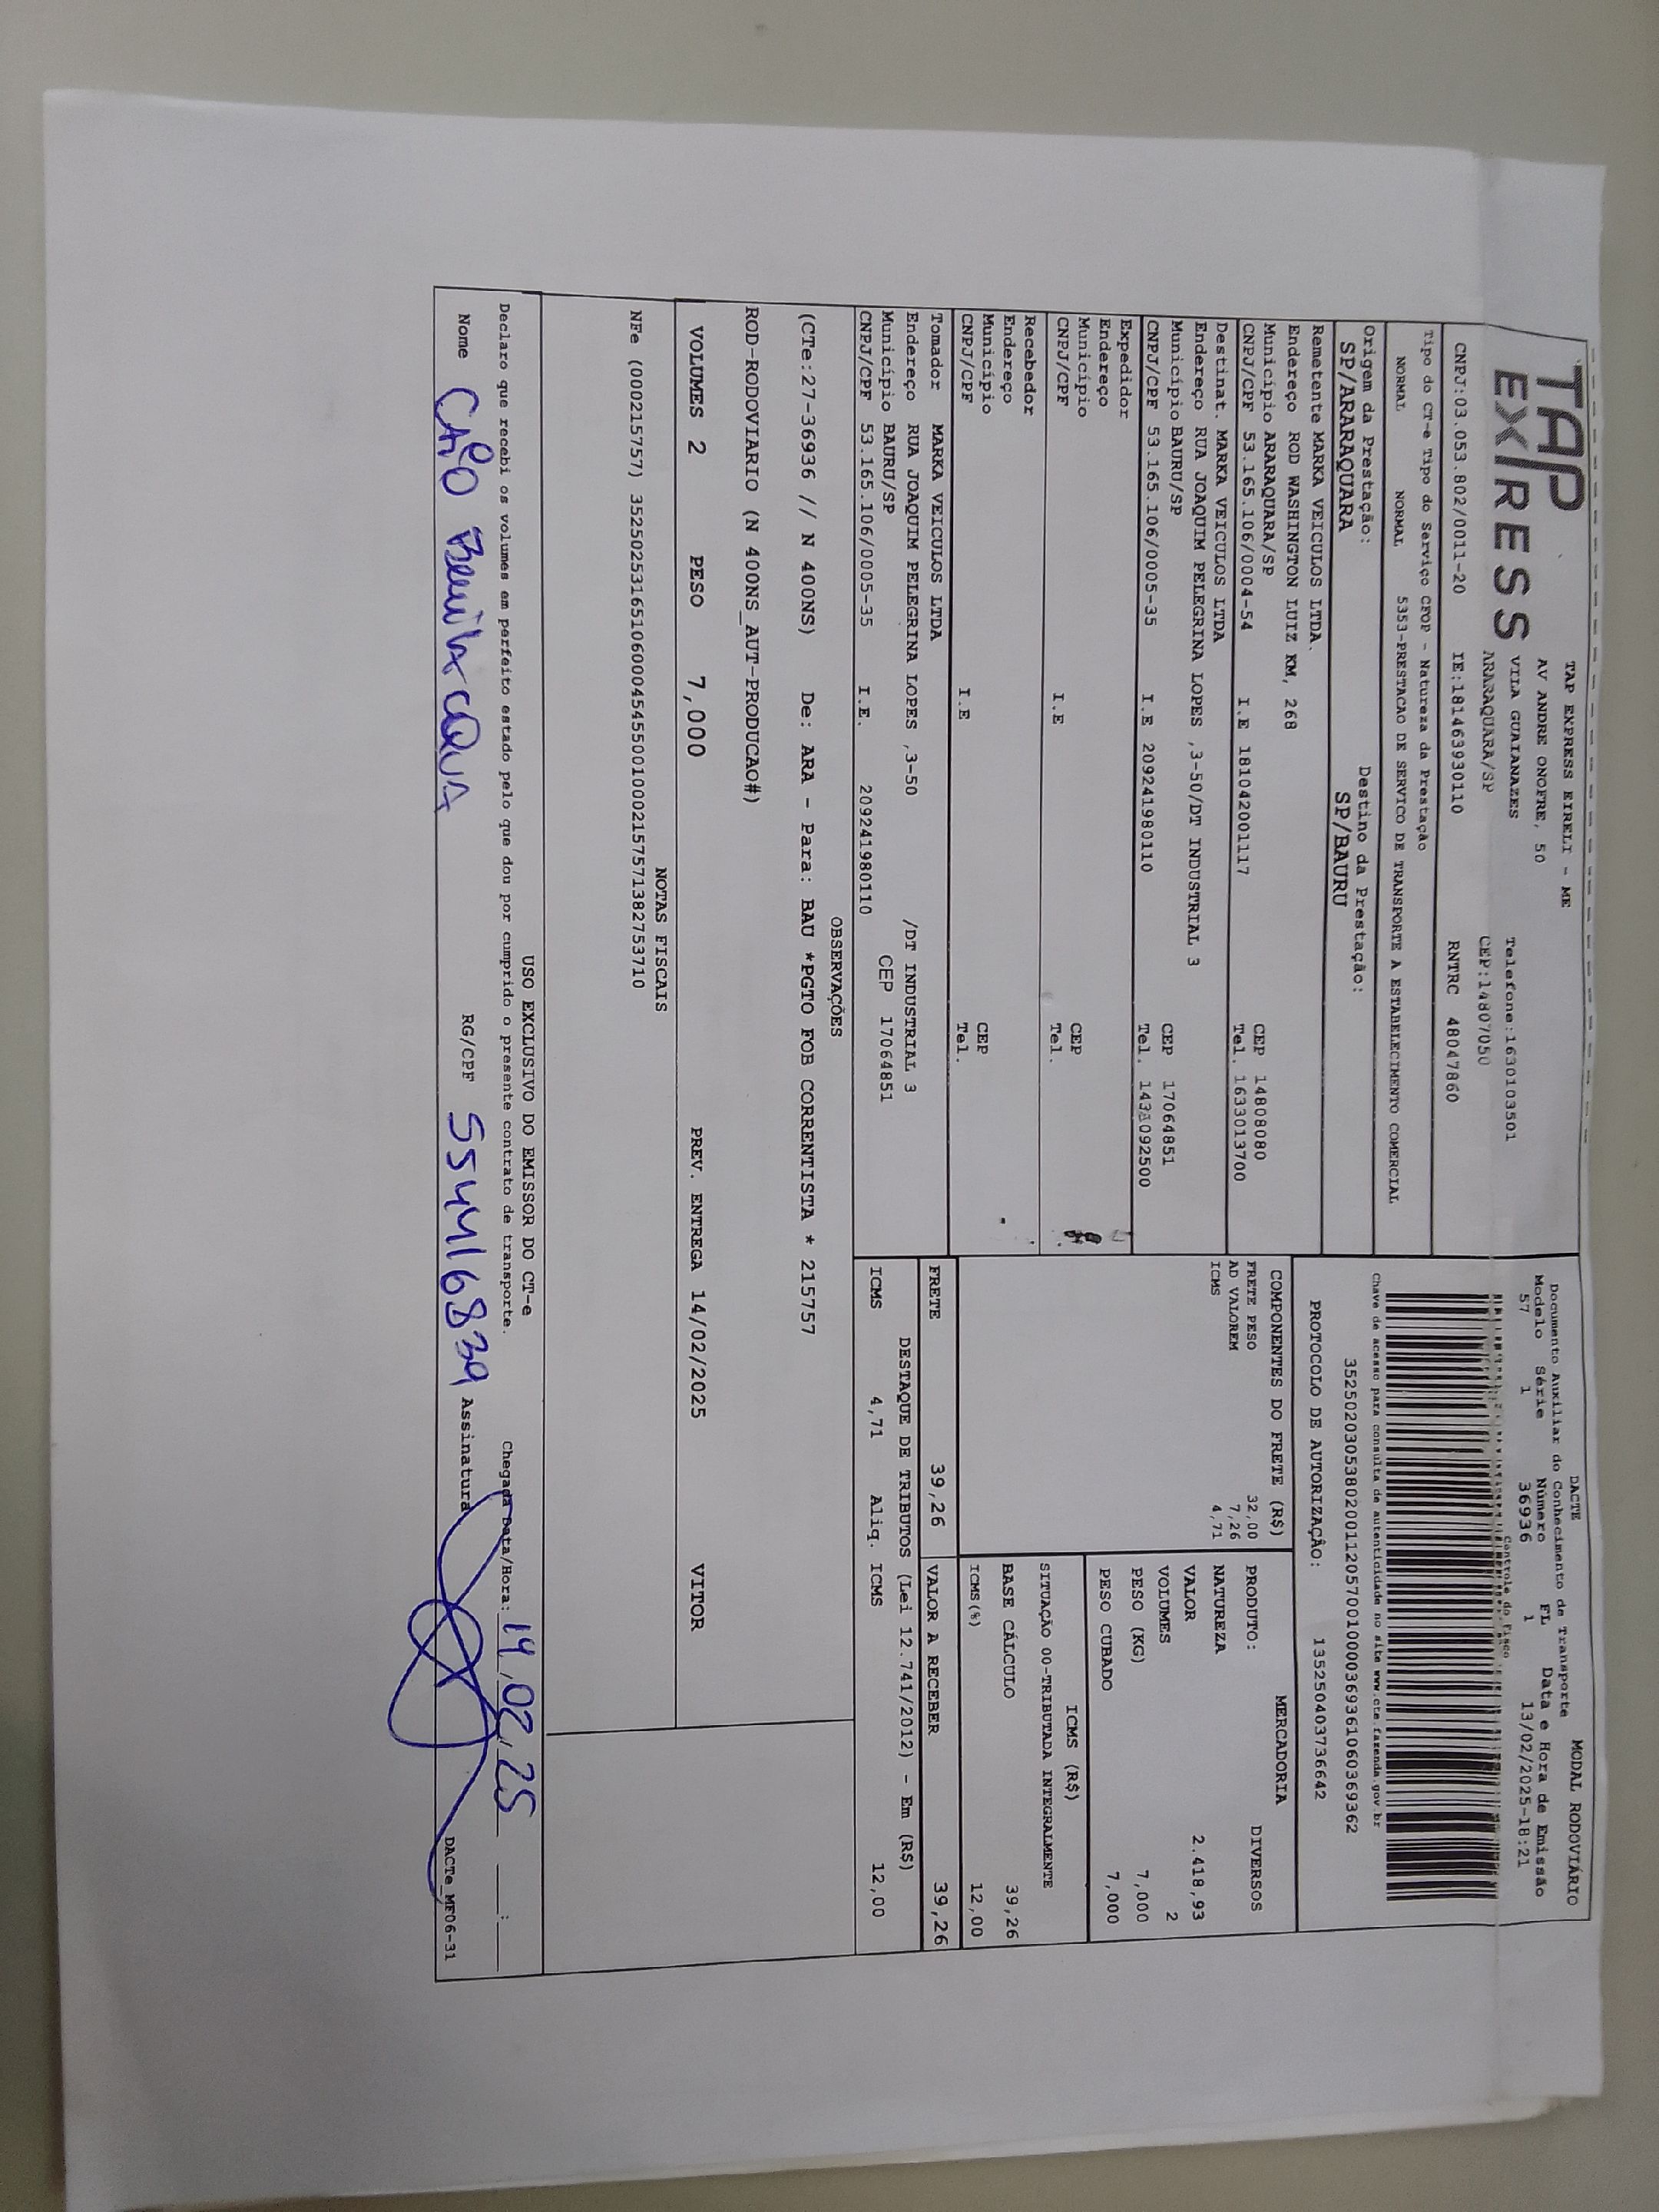 TAP EXPRESS
TAP EXPRESS EIRELI - ME
AV ANDRE ONOFRE, 50
VILA GUAIANAZES Telefone:1630103501
ARARAQUARA/SP CEP:14807050
CNPJ:03.053.802/0011-20 IE:181463930110 RNTRC 48047860
Tipo do CT-e Tipo do Serviço CFOP - Natureza da Prestação
NORMAL NORMAL 5353-PRESTACAO DE SERVICO DE TRANSPORTE A ESTABELECIMENTO COMERCIAL
Origem da Prestação: Destino da Prestação:
SP/ARARAQUARA SP/BAURU
DACTE MODAL RODOVIÁRIO
Documento Auxiliar do Conhecimento de Transporte
Modelo Série Número FL Data e Hora de Emissão
57 1 36936 1 13/02/2025-18:21
Controle do Fisco
Chave de acesso para consulta de autenticidade no site www.cte.fazenda.gov.br
35250203053802001120570010000369361060369362
PROTOCOLO DE AUTORIZAÇÃO: 135250403736642
Remetente MARKA VEICULOS LTDA.
Endereço ROD WASHINGTON LUIZ KM, 268
Município ARARAQUARA/SP CEP 14808080
CNPJ/CPF 53.165.106/0004-54 I.E 181042001117 Tel. 1633013700
Destinat. MARKA VEICULOS LTDA
Endereço RUA JOAQUIM PELEGRINA LOPES ,3-50/DT INDUSTRIAL 3
Município BAURU/SP CEP 17064851
CNPJ/CPF 53.165.106/0005-35 I.E 209241980110 Tel.
Expedidor
Endereço
Município CEP
CNPJ/CPF I.E Tel.
Recebedor
Endereço
Município CEP
CNPJ/CPF I.E Tel.
Tomador MARKA VEICULOS LTDA
Endereço RUA JOAQUIM PELEGRINA LOPES ,3-50 /DT INDUSTRIAL 3
Município BAURU/SP CEP 17064851
CNPJ/CPF 53.165.106/0005-35 I.E. 209241980110
COMPONENTES DO FRETE (R$)
FRETE PESO 32,00
AD VALOREM 7,26
ICMS 4,71
MERCADORIA
PRODUTO: DIVERSOS
NATUREZA
VALOR 2.418,93
VOLUMES 2
PESO (KG) 7,000
PESO CUBADO 7,000
ICMS (R$)
SITUAÇÃO 00-TRIBUTADA INTEGRALMENTE
BASE CÁLCULO 39,26
ICMS(%) 12,00
FRETE 39,26 VALOR A RECEBER 39,26
DESTAQUE DE TRIBUTOS (Lei 12.741/2012) - Em (R$)
ICMS 4,71 Aliq. ICMS 12,00
OBSERVAÇÕES
(CTe:27-36936 // N 400NS) De: ARA - Para: BAU *PGTO FOB CORRENTISTA * 215757
ROD-RODOVIARIO (N 400NS_AUT-PRODUCAO#)
VOLUMES 2 PESO 7,000 PREV. ENTREGA 14/02/2025 VITOR
NOTAS FISCAIS
NFe (000215757) 35250253165106000454550010002157571382753710
USO EXCLUSIVO DO EMISSOR DO CT-e
Declaro que recebi os volumes em perfeito estado pelo que dou por cumprido o presente contrato de transporte. Chegada Data/Hora: 14/02/25 :
Nome CAIO BEVILACQUA RG/CPF 554416839 Assinatura
DACTe_MF06-31